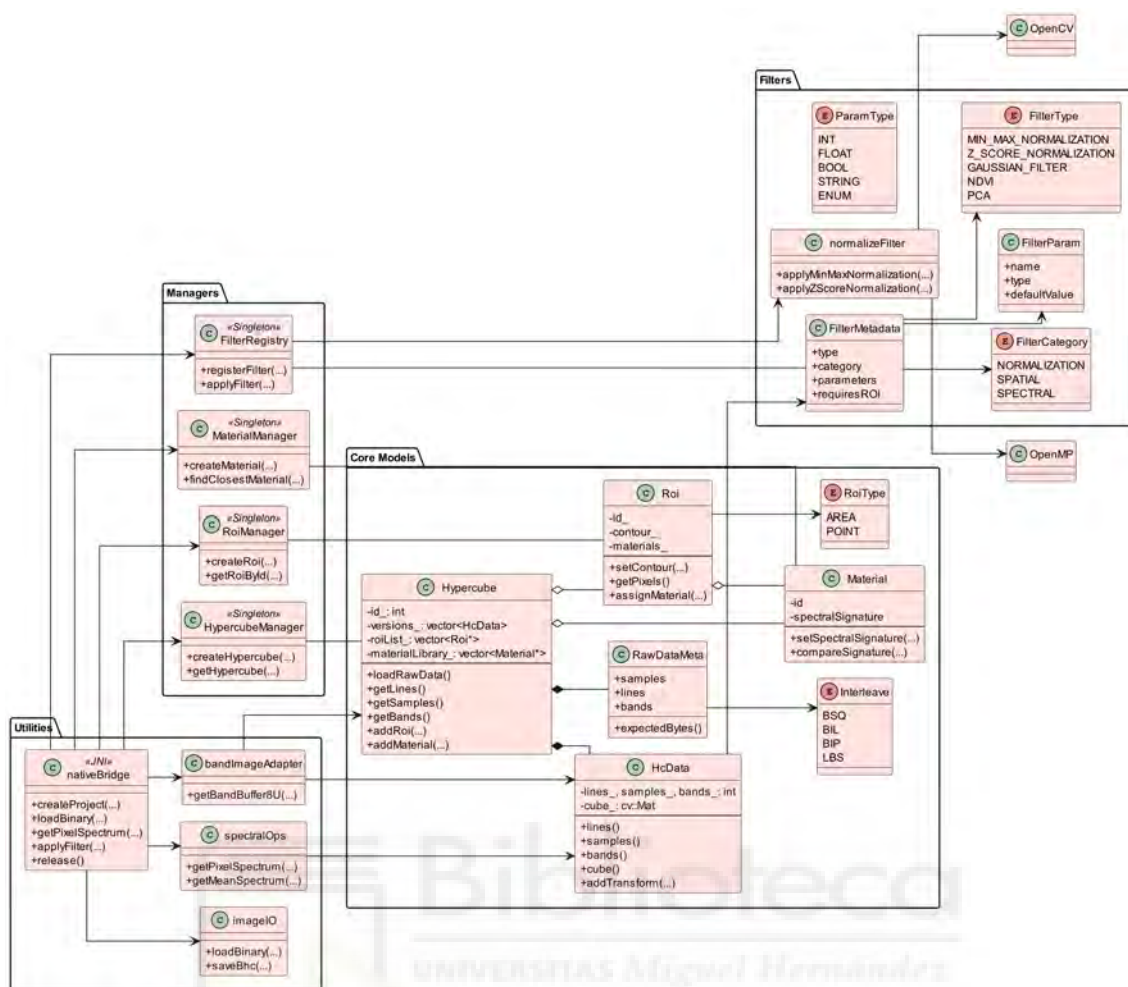 C OpenCV
Filters
E ParamType
INT
FLOAT
BOOL
STRING
ENUM
E FilterType
MIN_MAX_NORMALIZATION
Z_SCORE_NORMALIZATION
GAUSSIAN_FILTER
NDVI
PCA
C normalizeFilter
+applyMinMaxNormalization(...)
+applyZScoreNormalization(...)
C FilterParam
+name
+type
+defaultValue
C FilterMetadata
+type
+category
+parameters
+requiresROI
E FilterCategory
NORMALIZATION
SPATIAL
SPECTRAL
C OpenMP
Managers
«Singleton»
C FilterRegistry
+registerFilter(...)
+applyFilter(...)
«Singleton»
C MaterialManager
+createMaterial(...)
+findClosestMaterial(...)
«Singleton»
C RoiManager
+createRoi(...)
+getRoiById(...)
«Singleton»
C HypercubeManager
+createHypercube(...)
+getHypercube(...)
Core Models
C Roi
-id_
-contour_
-materials_
+setContour(...)
+getPixels()
+assignMaterial(...)
E RoiType
AREA
POINT
C Hypercube
-id_: int
-versions_: vector<HcData>
-roiList_: vector<Roi*>
-materialLibrary_: vector<Material*>
+loadRawData()
+getLines()
+getSamples()
+getBands()
+addRoi(...)
+addMaterial(...)
C Material
-id
-spectralSignature
+setSpectralSignature(...)
+compareSignature(...)
C RawDataMeta
+samples
+lines
+bands
+expectedBytes()
E Interleave
BSQ
BIL
BIP
LBS
C HcData
-lines_, samples_, bands_: int
-cube_: cv::Mat
+lines()
+samples()
+bands()
+cube()
+addTransform(...)
Utilities
«JNI»
C nativeBridge
+createProject(...)
+loadBinary(...)
+getPixelSpectrum(...)
+applyFilter(...)
+release()
C bandImageAdapter
+getBandBuffer8U(...)
C spectralOps
+getPixelSpectrum(...)
+getMeanSpectrum(...)
C imageIO
+loadBinary(...)
+saveBhc(...)
Biblioteca
UNIVERSITAS Miguel Hernández